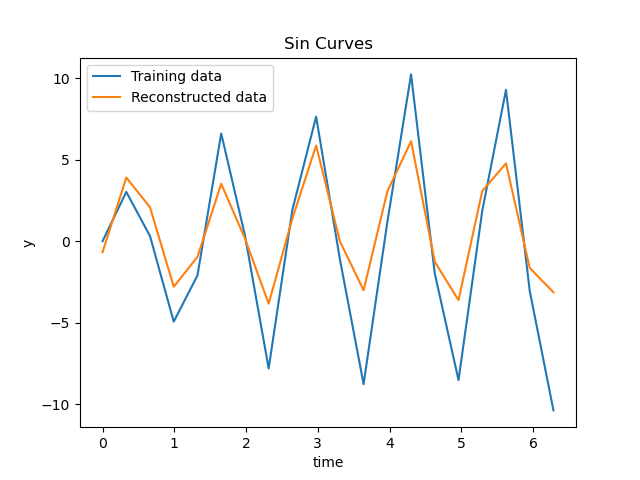 Sin Curves
Training data
Reconstructed data
10
5
0
−5
−10
y
0 1 2 3 4 5 6
time